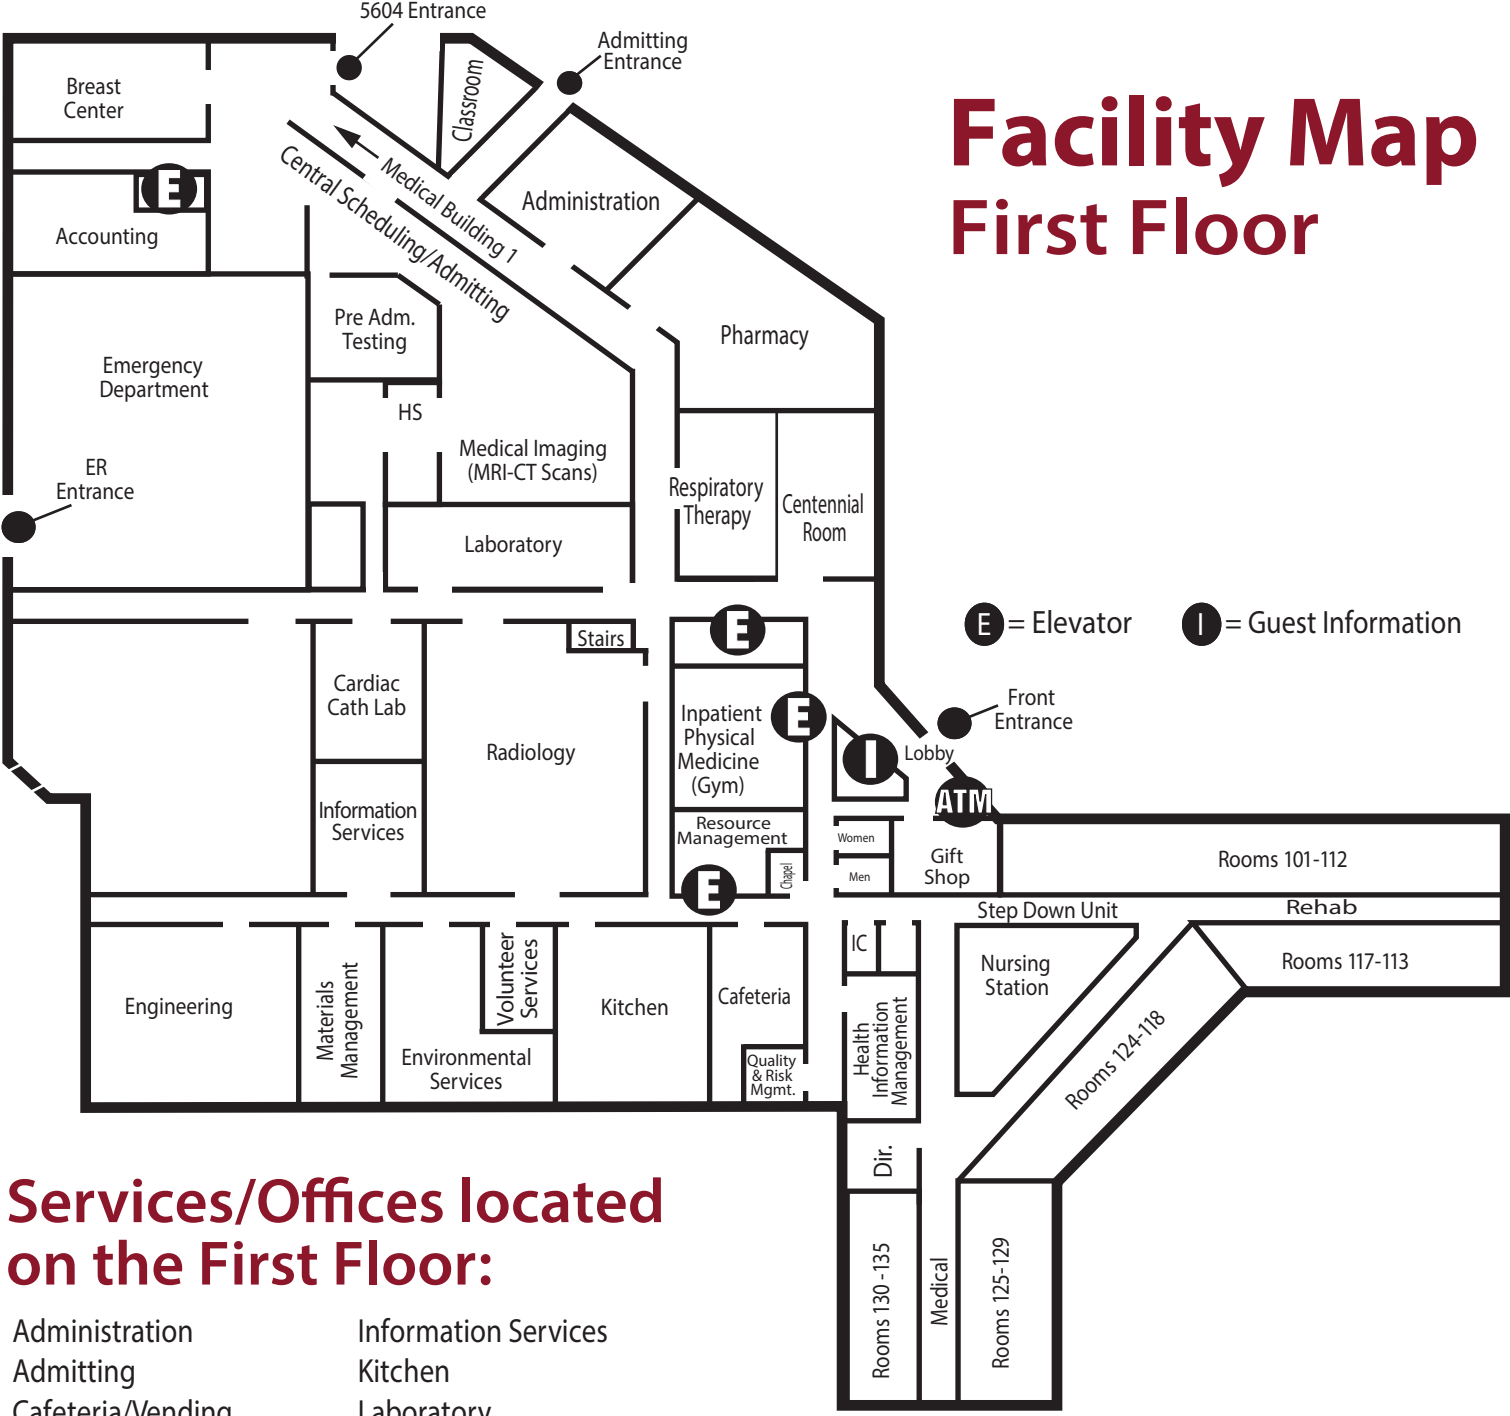 5604 Entrance
Admitting
Entrance
Facility Map
First Floor
Breast
Center
Classroom
Medical Building 1
Central Scheduling/Admitting
Administration
E
Accounting
Pre Adm.
Testing
Pharmacy
Emergency
Department
HS
Medical Imaging
(MRI-CT Scans)
ER
Entrance
Respiratory
Therapy
Centennial
Room
Laboratory
E = Elevator
I = Guest Information
Stairs
E
Cardiac
Cath Lab
Radiology
Inpatient
Physical
Medicine
(Gym)
E
Front
Entrance
Lobby
I
ATM
Information
Services
Resource
Management
Chapel
E
Women
Men
Gift
Shop
Rooms 101-112
Step Down Unit
Rehab
Engineering
Materials
Management
Volunteer
Services
Environmental
Services
Kitchen
Cafeteria
Quality
& Risk
Mgmt.
IC
Health
Information
Management
Nursing
Station
Rooms 117-113
Rooms 124-118
Dir.
Rooms 130 -135
Medical
Rooms 125-129
Services/Offices located
on the First Floor:
Administration
Admitting
Cafeteria/Vending
Information Services
Kitchen
Laboratory